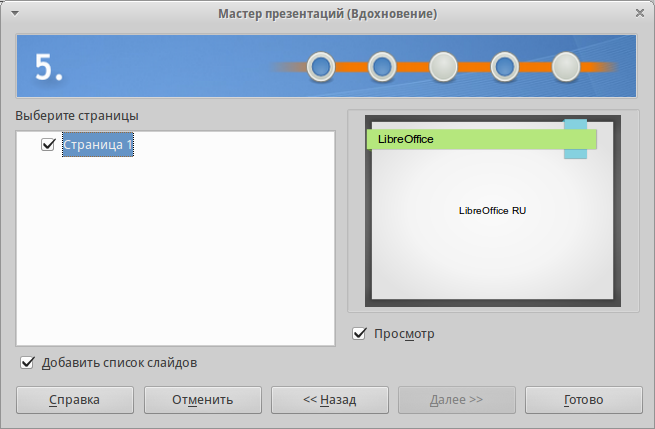 Мастер презентаций (Вдохновение)
5.
Выберите страницы
Страница 1
LibreOffice
LibreOffice RU
Просмотр
Добавить список слайдов
Справка
Отменить
<< Назад
Далее >>
Готово